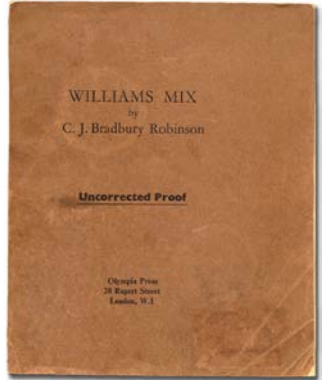 WILLIAMS MIX
by
C. J. Bradbury Robinson
Uncorrected Proof
Olympia Press
28 Rupert Street
London, W.1